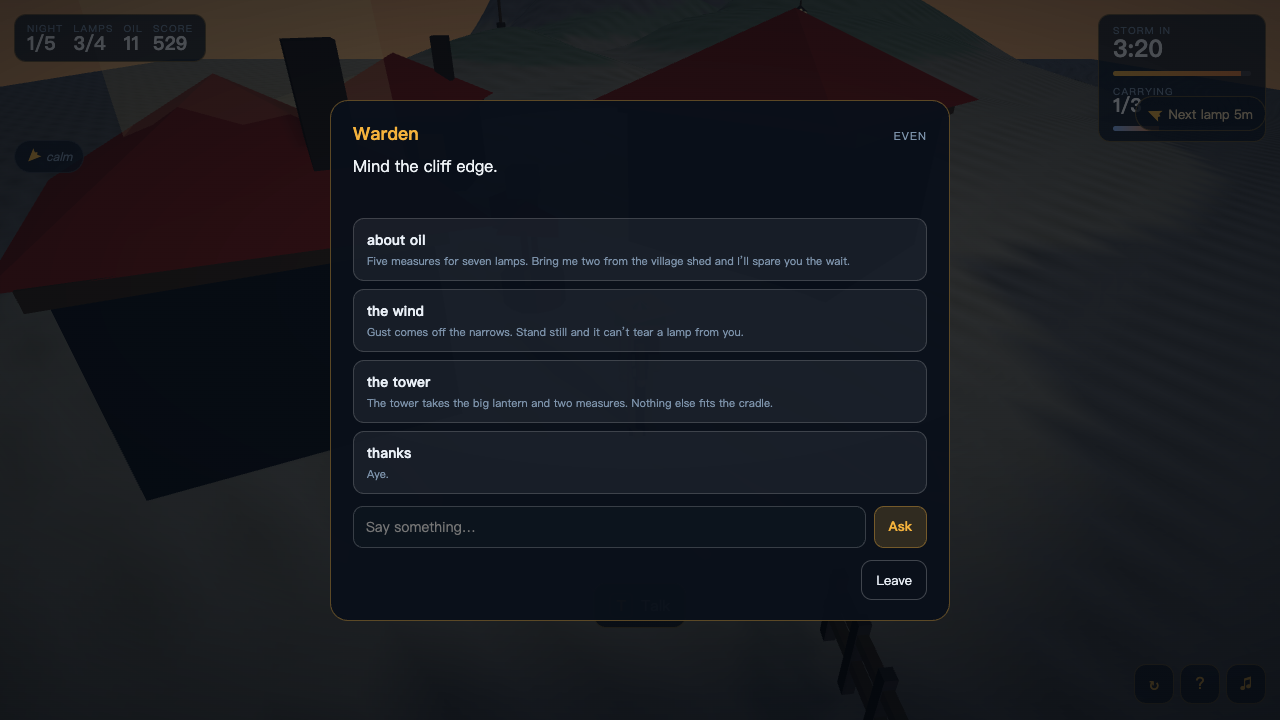 NIGHT LAMPS OIL SCORE
1/5 3/4 11 529
STORM IN
3:20
CARRYING
1/3
Next lamp 5m
calm
Warden
EVEN
Mind the cliff edge.
about oil
Five measures for seven lamps. Bring me two from the village shed and I'll spare you the wait.
the wind
Gust comes off the narrows. Stand still and it can't tear a lamp from you.
the tower
The tower takes the big lantern and two measures. Nothing else fits the cradle.
thanks
Aye.
Say something...
Ask
Leave
?